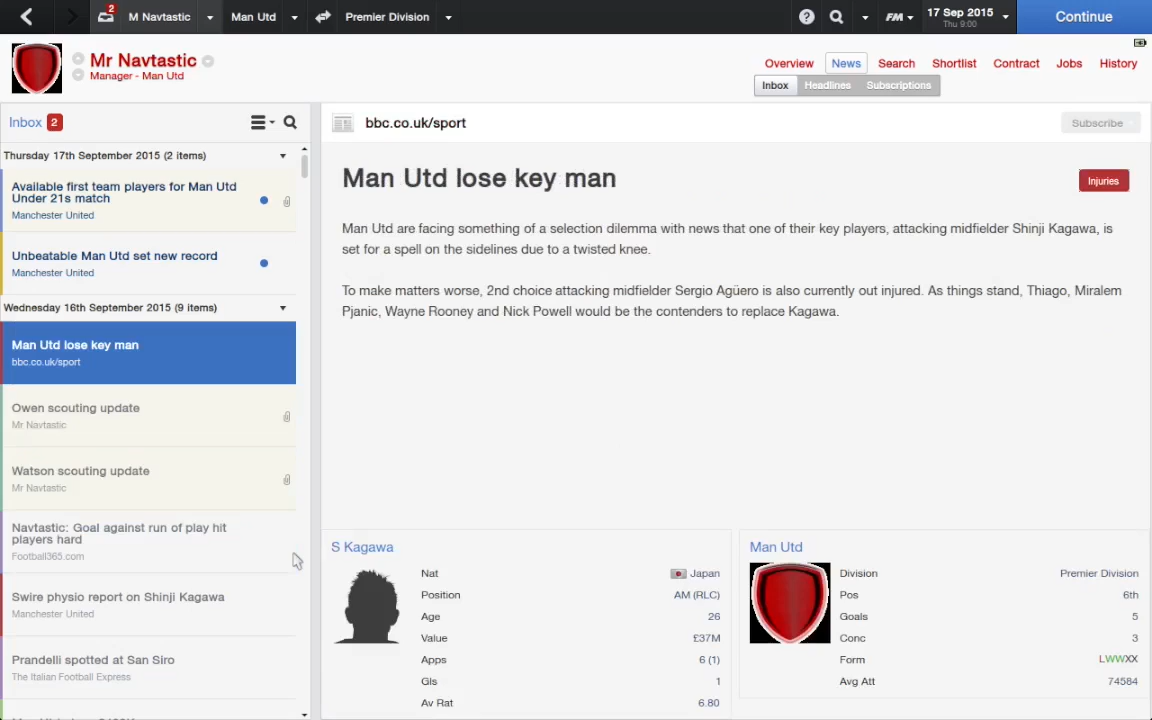 2
M Navtastic
Man Utd
Premier Division
FM
17 Sep 2015
Thu 9:00
Continue
Mr Navtastic
Manager - Man Utd
Overview
News
Search
Shortlist
Contract
Jobs
History
Inbox
Headlines
Subscriptions
Inbox 2
bbc.co.uk/sport
Subscribe
Thursday 17th September 2015 (2 items)
Available first team players for Man Utd
Under 21s match
Manchester United
Unbeatable Man Utd set new record
Manchester United
Wednesday 16th September 2015 (9 items)
Man Utd lose key man
bbc.co.uk/sport
Owen scouting update
Mr Navtastic
Watson scouting update
Mr Navtastic
Navtastic: Goal against run of play hit
players hard
Football365.com
Swire physio report on Shinji Kagawa
Manchester United
Prandelli spotted at San Siro
The Italian Football Express
Man Utd lose key man
Injuries
Man Utd are facing something of a selection dilemma with news that one of their key players, attacking midfielder Shinji Kagawa, is
set for a spell on the sidelines due to a twisted knee.
To make matters worse, 2nd choice attacking midfielder Sergio Agüero is also currently out injured. As things stand, Thiago, Miralem
Pjanic, Wayne Rooney and Nick Powell would be the contenders to replace Kagawa.
S Kagawa
Nat Japan
Position AM (RLC)
Age 26
Value £37M
Apps 6 (1)
Gls 1
Av Rat 6.80
Man Utd
Division Premier Division
Pos 6th
Goals 5
Conc 3
Form LWWXX
Avg Att 74584